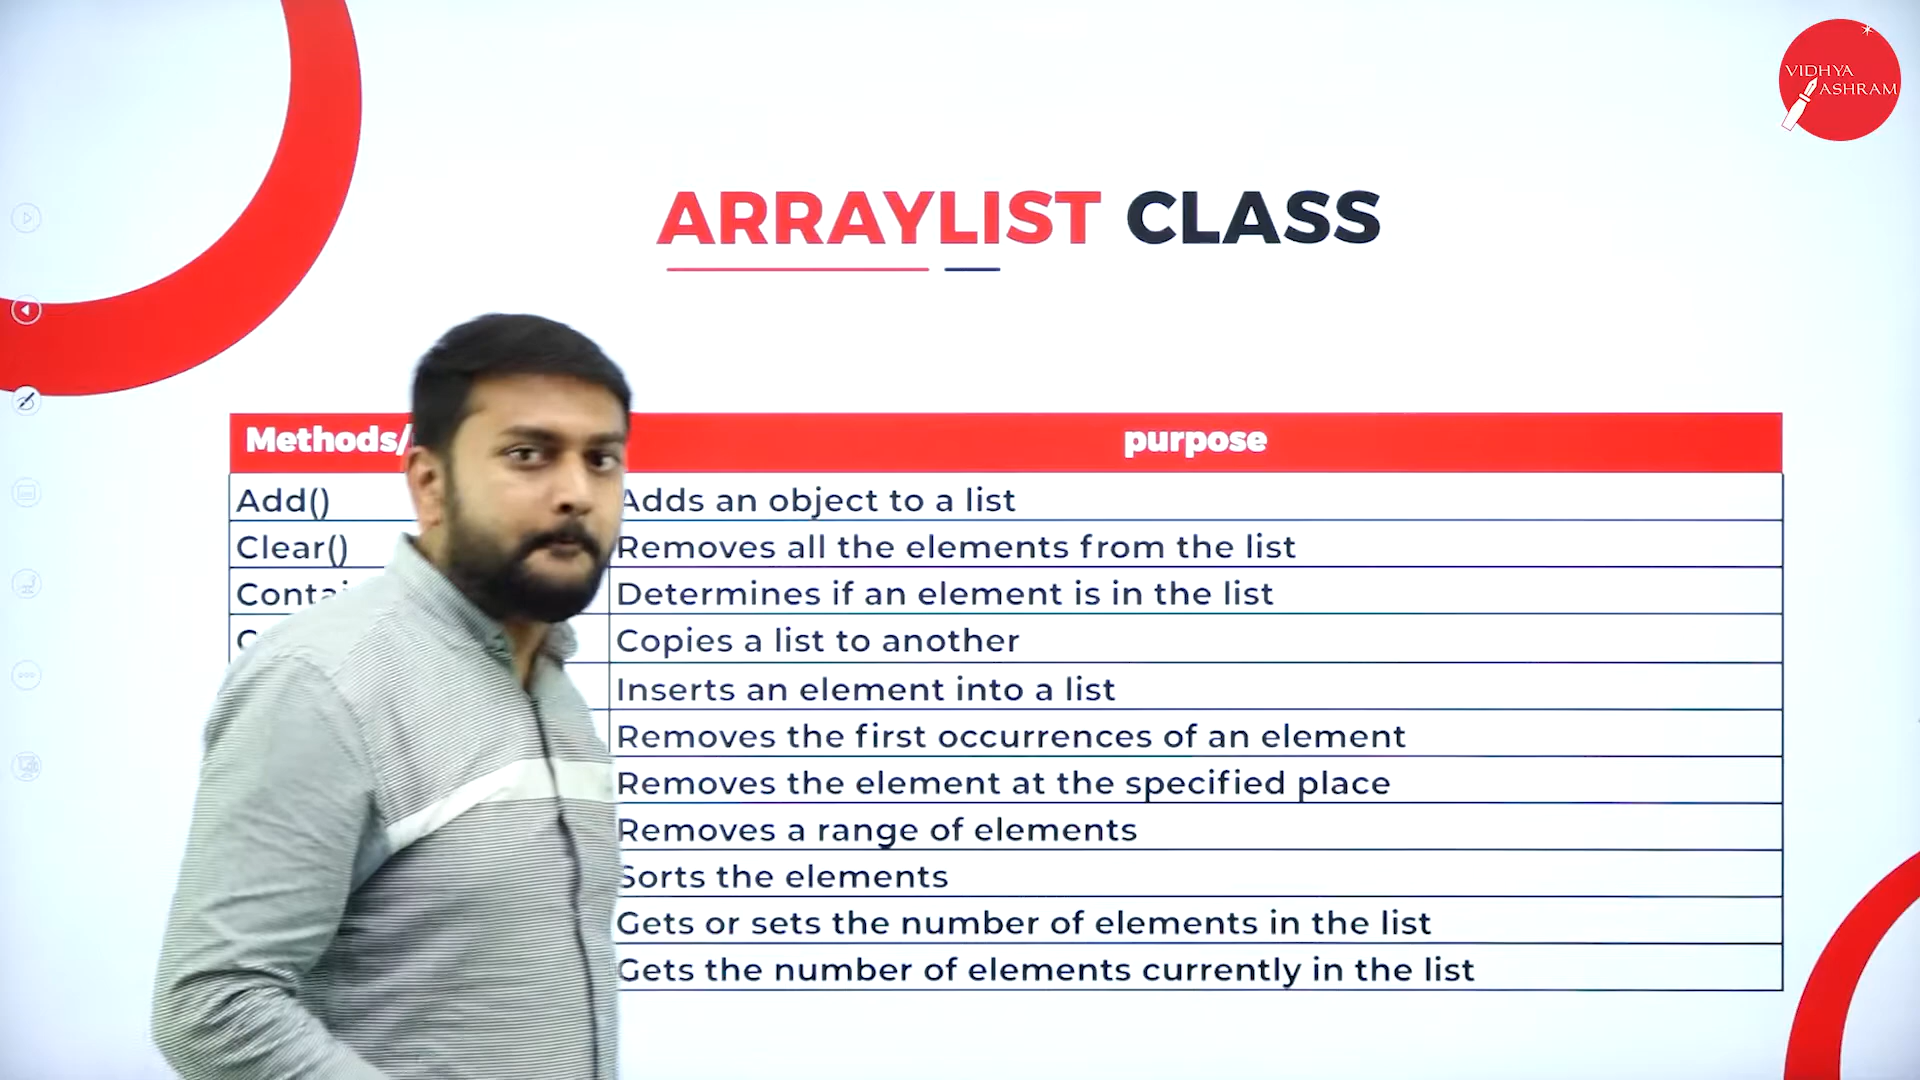 VIDHYA
ASHRAM
ARRAYLIST CLASS
Methods/ purpose
Add() Adds an object to a list
Clear() Removes all the elements from the list
Determines if an element is in the list
Copies a list to another
Inserts an element into a list
Removes the first occurrences of an element
Removes the element at the specified place
Removes a range of elements
Sorts the elements
Gets or sets the number of elements in the list
Gets the number of elements currently in the list